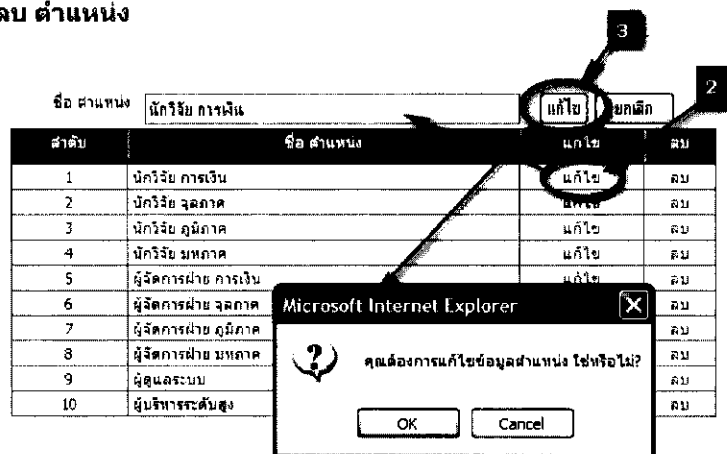 ลบ ตำแหน่ง
3
2
ชื่อ ตำแหน่ง นักวิจัย การเงิน แก้ไข ยกเลิก
ลำดับ ชื่อ ตำแหน่ง แก้ไข ลบ
1 นักวิจัย การเงิน แก้ไข ลบ
2 นักวิจัย จุลภาค แก้ไข ลบ
3 นักวิจัย ภูมิภาค แก้ไข ลบ
4 นักวิจัย มหภาค แก้ไข ลบ
5 ผู้จัดการฝ่าย การเงิน แก้ไข ลบ
6 ผู้จัดการฝ่าย จุลภาค ลบ
7 ผู้จัดการฝ่าย ภูมิภาค ลบ
8 ผู้จัดการฝ่าย มหภาค ลบ
9 ผู้ดูแลระบบ ลบ
10 ผู้บริหารระดับสูง ลบ
Microsoft Internet Explorer
คุณต้องการแก้ไขข้อมูลตำแหน่ง ใช่หรือไม่?
OK Cancel